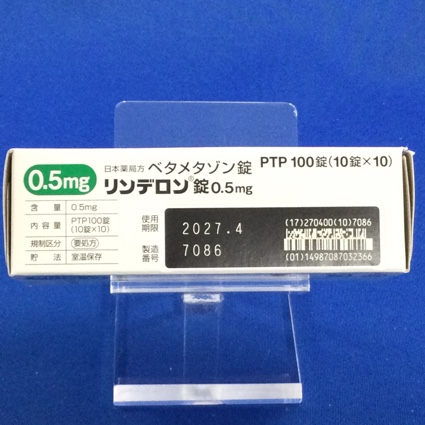 0.5mg
日本薬局方 ベタメタゾン錠 PTP 100錠(10錠×10)
リンデロン®錠0.5mg
含 量 0.5mg
内 容 量 PTP100錠
(10錠×10)
規制区分 要処方
貯 法 室温保存
使用
期限 2027.4
製造
番号 7086
(17)270400(10)7086
(01)14987087032366